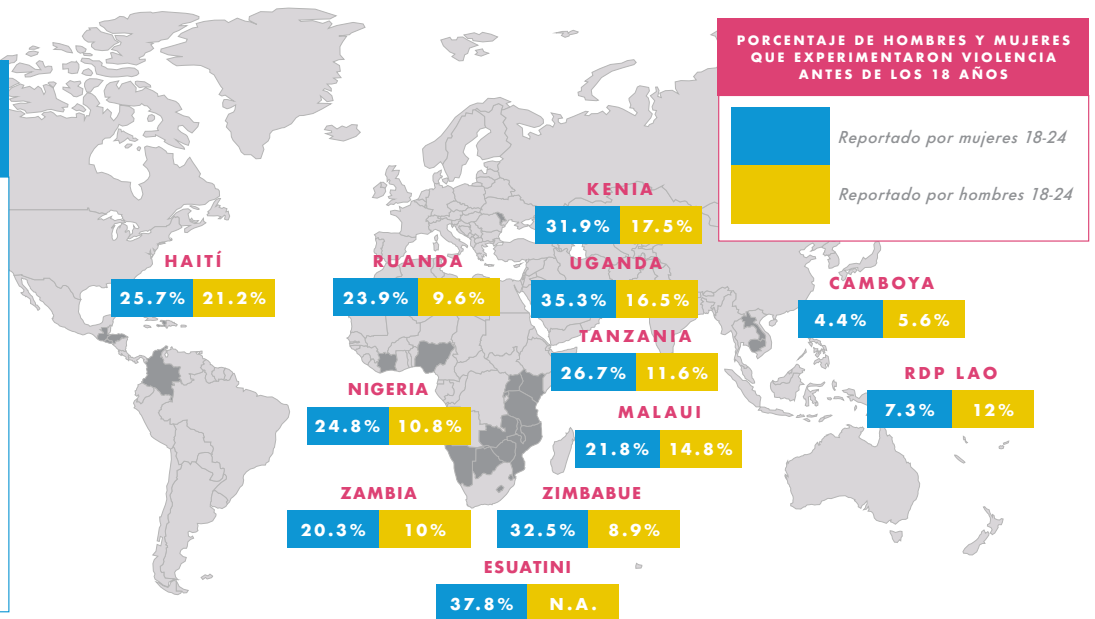 PORCENTAJE DE HOMBRES Y MUJERES
QUE EXPERIMENTARON VIOLENCIA
ANTES DE LOS 18 AÑOS
Reportado por mujeres 18-24
Reportado por hombres 18-24
KENIA
31.9% 17.5%
HAITÍ
25.7% 21.2%
RUANDA
23.9% 9.6%
UGANDA
35.3% 16.5%
CAMBOYA
4.4% 5.6%
TANZANIA
26.7% 11.6%
RDP LAO
7.3% 12%
NIGERIA
24.8% 10.8%
MALAUI
21.8% 14.8%
ZAMBIA
20.3% 10%
ZIMBABUE
32.5% 8.9%
ESUATINI
37.8% N.A.